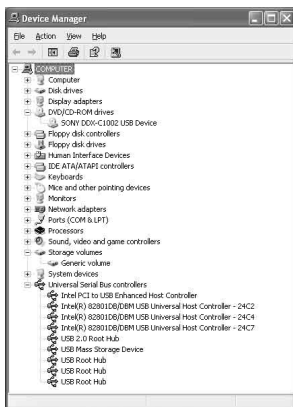 Device Manager
File Action View Help
COMPUTER
Computer
Disk drives
Display adapters
DVD/CD-ROM drives
SONY DDX-C1002 USB Device
Floppy disk controllers
Floppy disk drives
Human Interface Devices
IDE ATA/ATAPI controllers
Keyboards
Mice and other pointing devices
Monitors
Network adapters
Ports (COM & LPT)
Processors
Sound, video and game controllers
Storage volumes
Generic volume
System devices
Universal Serial Bus controllers
Intel PCI to USB Enhanced Host Controller
Intel(R) 82801DB/DBM USB Universal Host Controller - 24C2
Intel(R) 82801DB/DBM USB Universal Host Controller - 24C4
Intel(R) 82801DB/DBM USB Universal Host Controller - 24C7
USB 2.0 Root Hub
USB Mass Storage Device
USB Root Hub
USB Root Hub
USB Root Hub